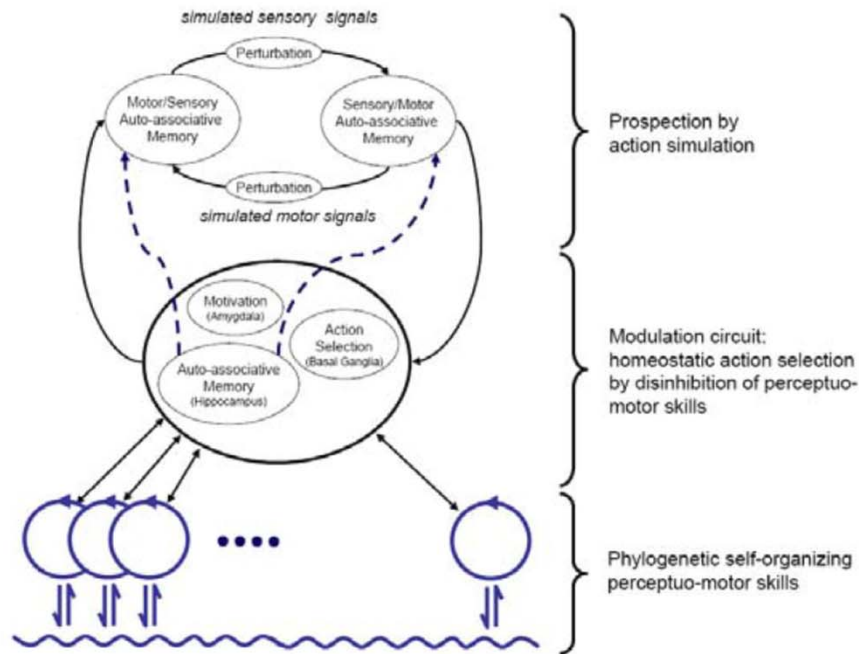 simulated sensory signals
Perturbation
Motor/Sensory
Auto-associative
Memory
Sensory/Motor
Auto-associative
Memory
Perturbation
simulated motor signals
Prospection by
action simulation
Motivation
(Amygdala)
Action
Selection
(Basal Ganglia)
Auto-associative
Memory
(Hippocampus)
Modulation circuit:
homeostatic action selection
by disinhibition of perceptuo-
motor skills
Phylogenetic self-organizing
perceptuo-motor skills